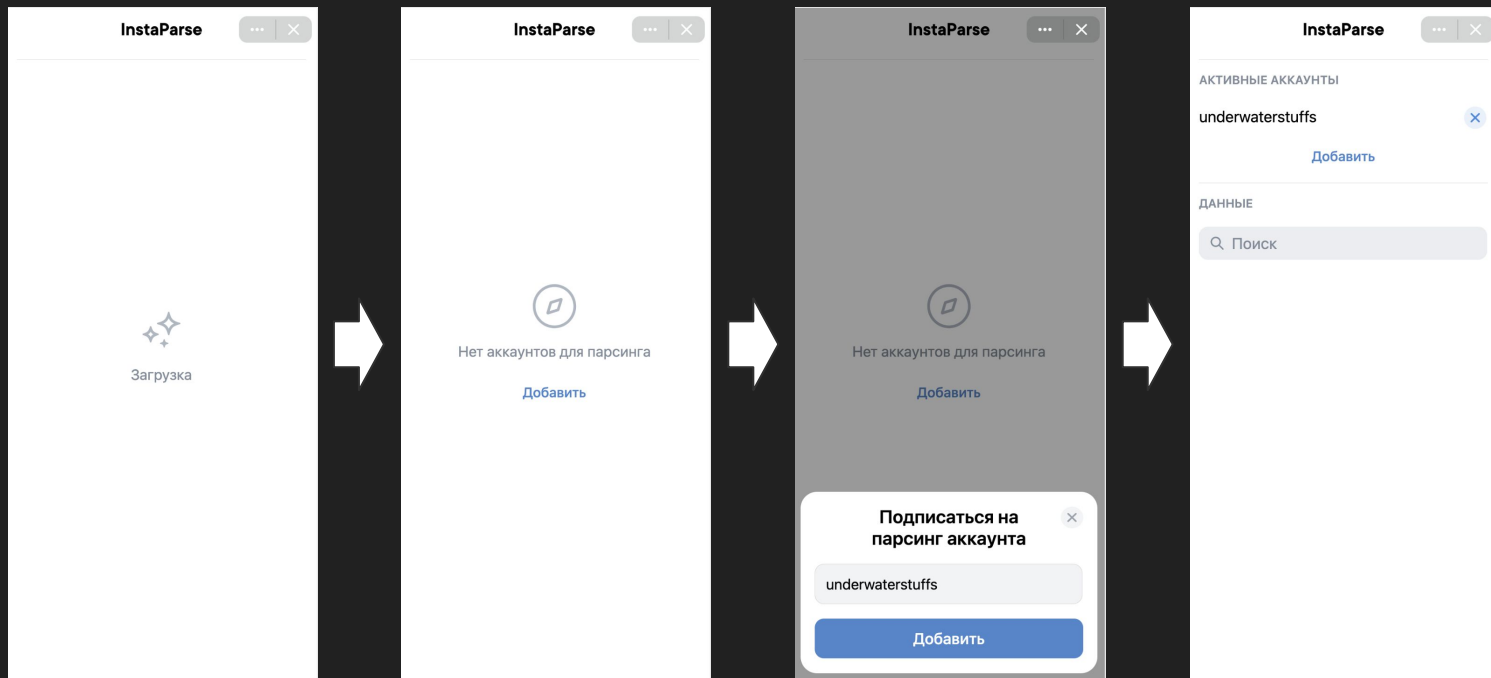 InstaParse
Загрузка
InstaParse
Нет аккаунтов для парсинга
Добавить
InstaParse
Нет аккаунтов для парсинга
Добавить
Подписаться на
парсинг аккаунта
underwaterstuffs
Добавить
InstaParse
АКТИВНЫЕ АККАУНТЫ
underwaterstuffs
Добавить
ДАННЫЕ
Поиск